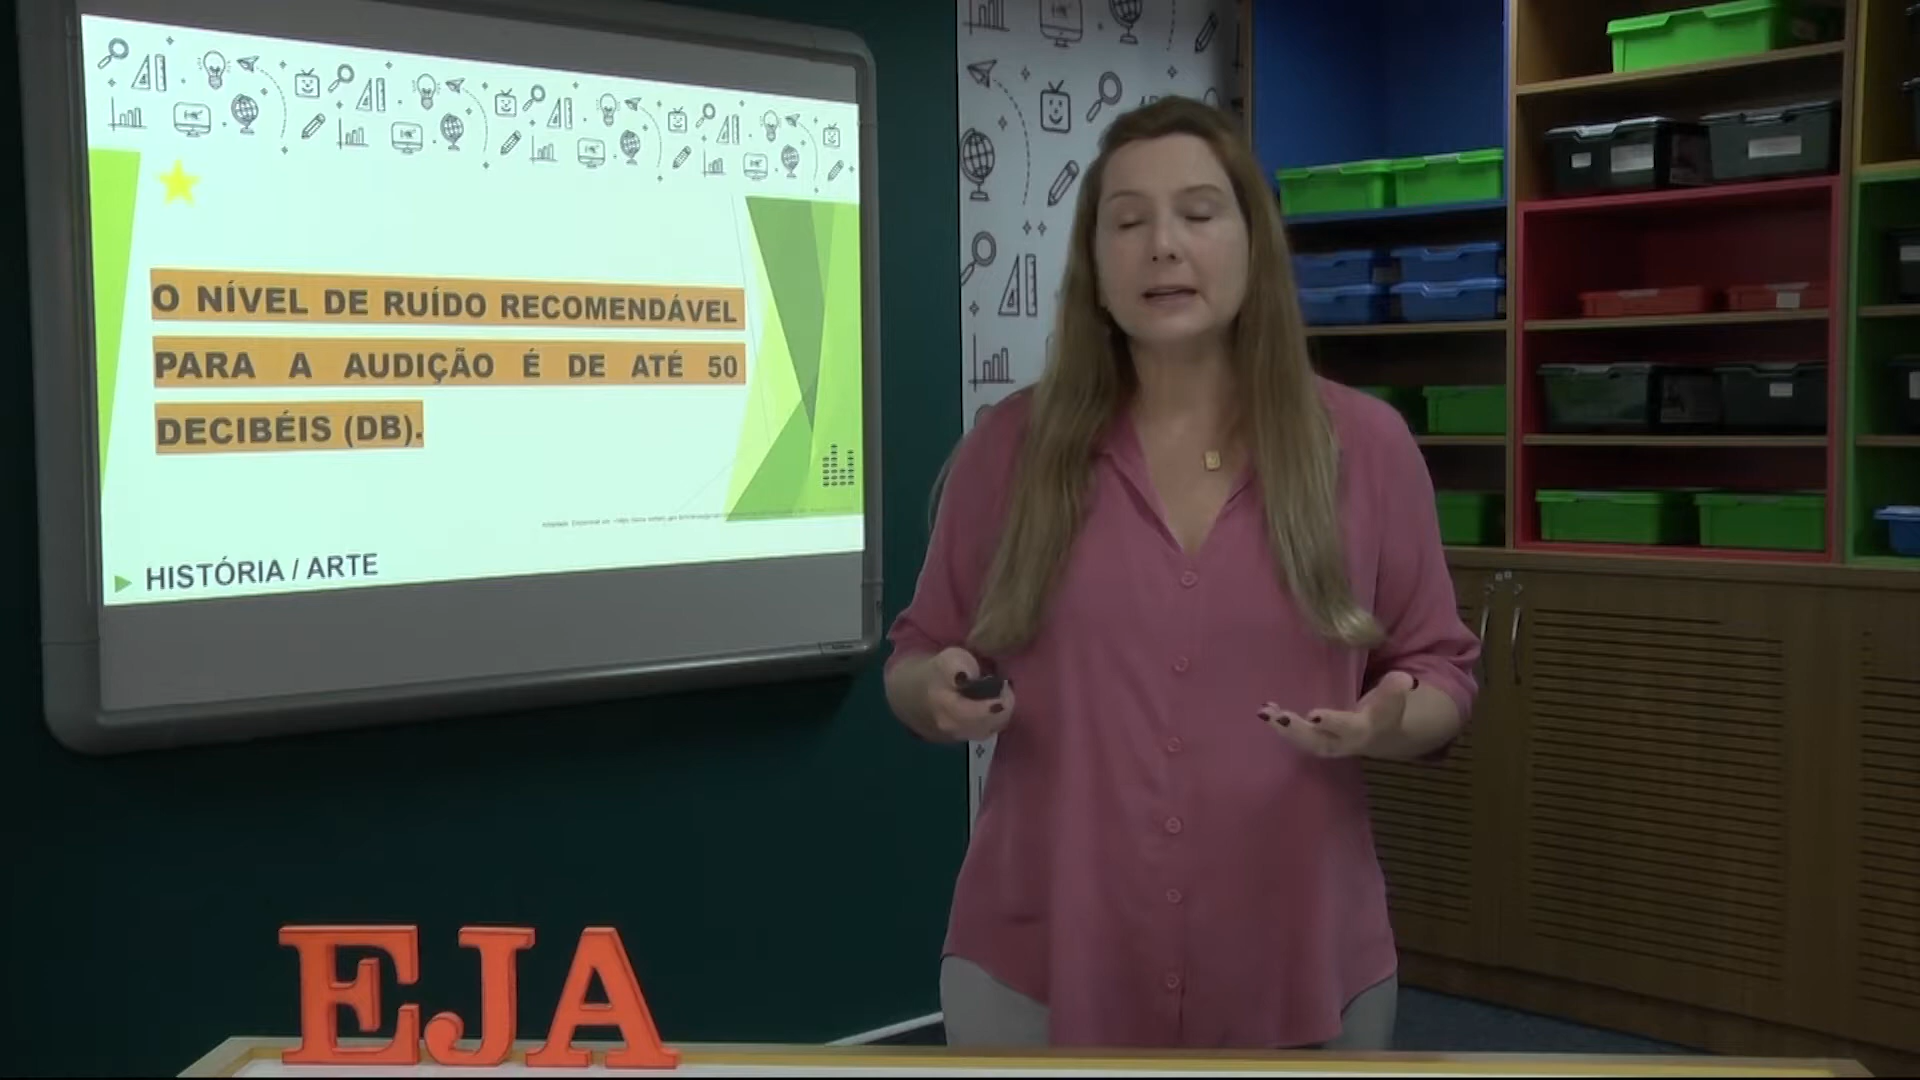 O NÍVEL DE RUÍDO RECOMENDÁVEL
PARA A AUDIÇÃO É DE ATÉ 50
DECIBÉIS (DB).
HISTÓRIA / ARTE
EJA